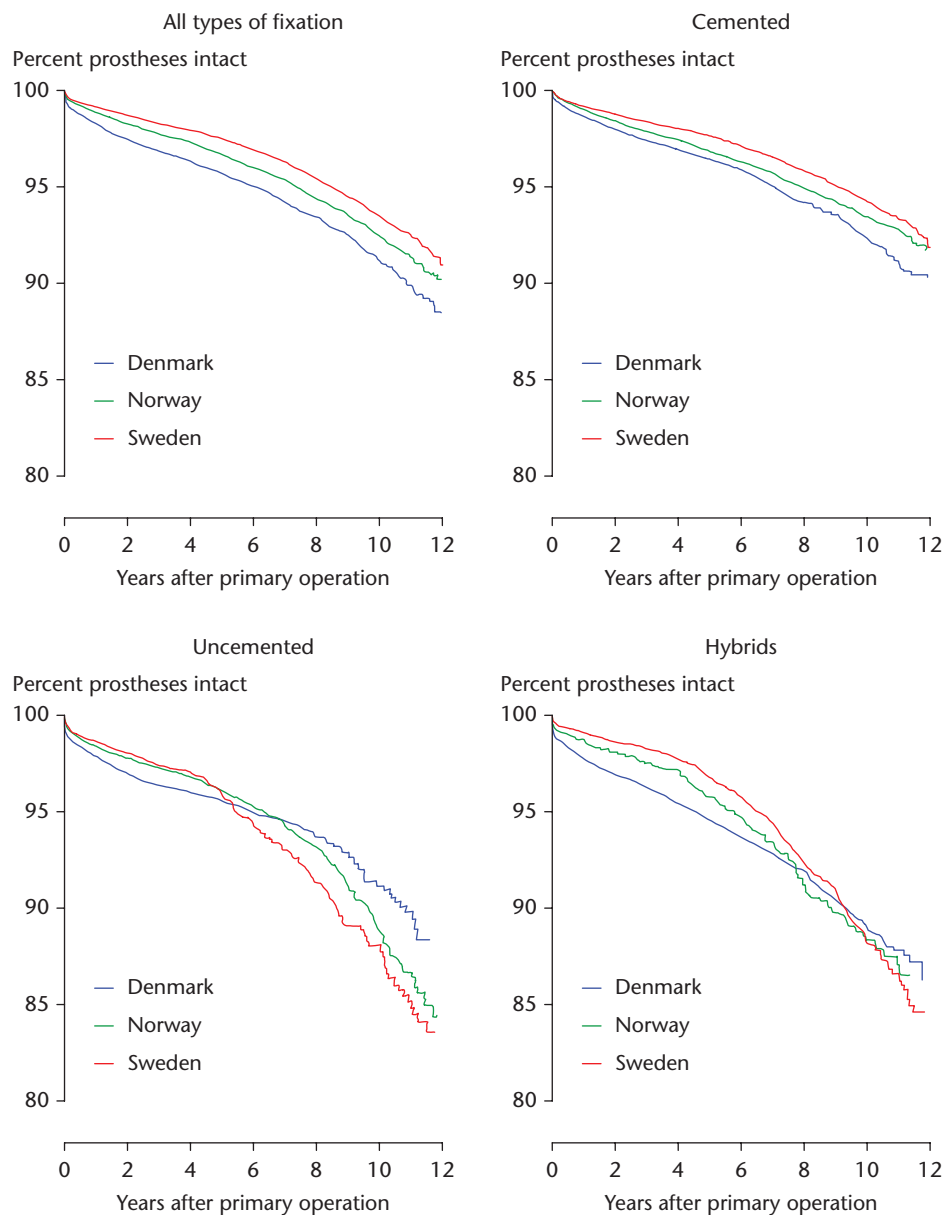 All types of fixation
Percent prostheses intact
100
95
90
85
80
Denmark
Norway
Sweden
0 2 4 6 8 10 12
Years after primary operation
Cemented
Percent prostheses intact
100
95
90
85
80
Denmark
Norway
Sweden
0 2 4 6 8 10 12
Years after primary operation
Uncemented
Percent prostheses intact
100
95
90
85
80
Denmark
Norway
Sweden
0 2 4 6 8 10 12
Years after primary operation
Hybrids
Percent prostheses intact
100
95
90
85
80
Denmark
Norway
Sweden
0 2 4 6 8 10 12
Years after primary operation